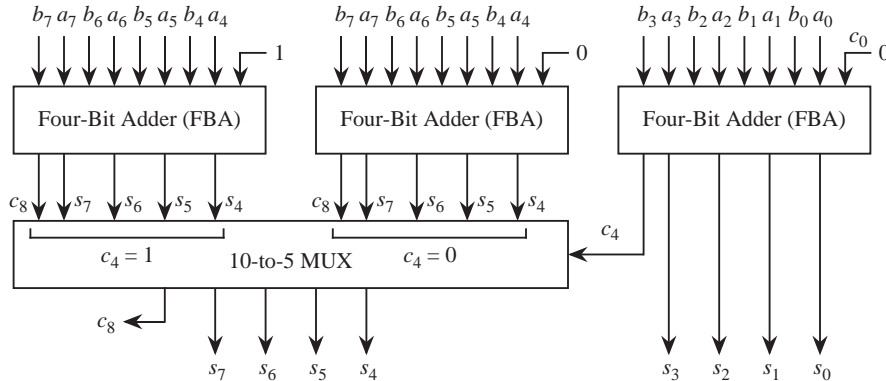 b7 a7 b6 a6 b5 a5 b4 a4 b7 a7 b6 a6 b5 a5 b4 a4 b3 a3 b2 a2 b1 a1 b0 a0
c0
1 0 0
Four-Bit Adder (FBA) Four-Bit Adder (FBA) Four-Bit Adder (FBA)
c8 s7 s6 s5 s4 c8 s7 s6 s5 s4
c4
c4 = 1 10-to-5 MUX c4 = 0
c8
s7 s6 s5 s4 s3 s2 s1 s0